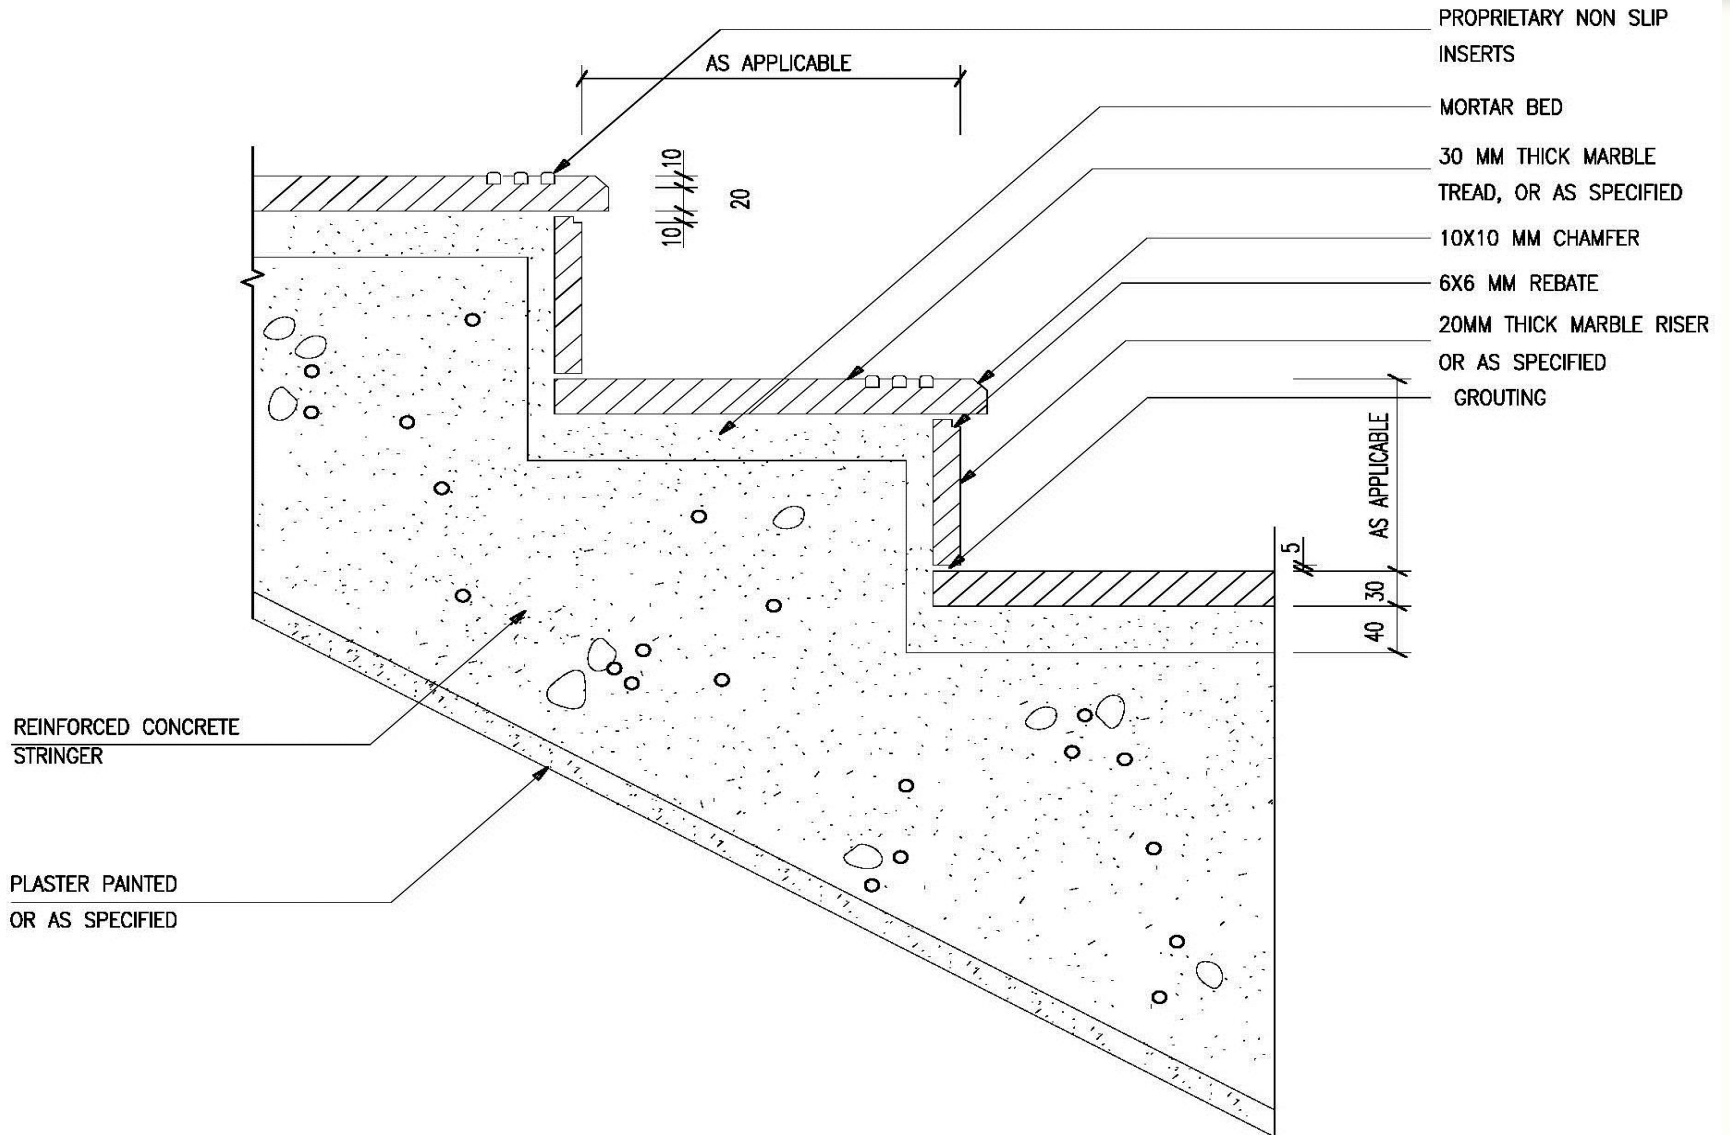 PROPRIETARY NON SLIP
INSERTS
AS APPLICABLE
MORTAR BED
30 MM THICK MARBLE
TREAD, OR AS SPECIFIED
10
20
10
10X10 MM CHAMFER
6X6 MM REBATE
20MM THICK MARBLE RISER
OR AS SPECIFIED
GROUTING
AS APPLICABLE
5
30
40
REINFORCED CONCRETE
STRINGER
PLASTER PAINTED
OR AS SPECIFIED